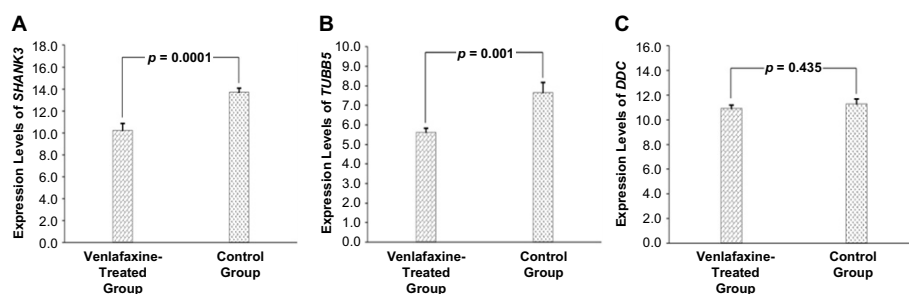 A
Expression Levels of SHANK3
18.0
16.0
14.0
12.0
10.0
8.0
6.0
4.0
2.0
0.0
p = 0.0001
Venlafaxine-
Treated
Group
Control
Group
B
Expression Levels of TUBB5
10.0
9.0
8.0
7.0
6.0
5.0
4.0
3.0
2.0
1.0
0.0
p = 0.001
Venlafaxine-
Treated
Group
Control
Group
C
Expression Levels of DDC
16.0
14.0
12.0
10.0
8.0
6.0
4.0
2.0
0.0
p = 0.435
Venlafaxine-
Treated
Group
Control
Group